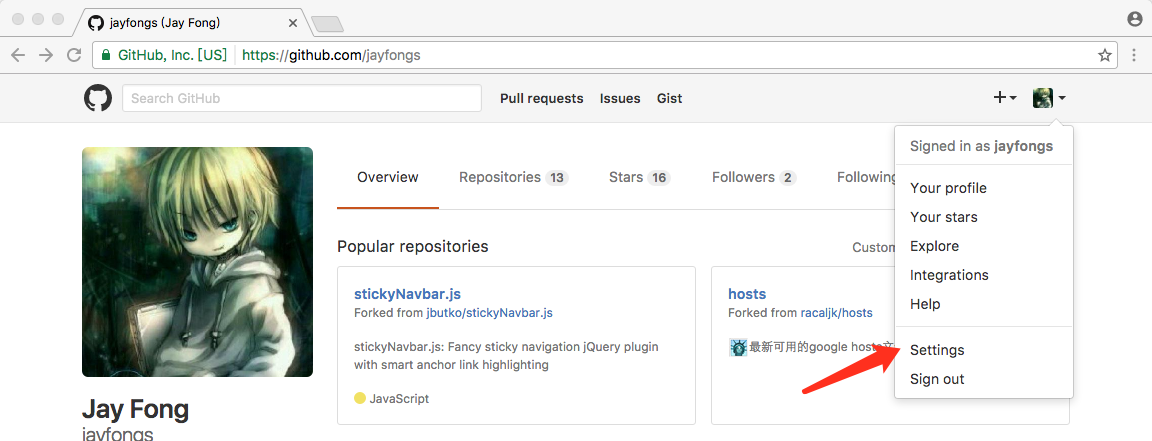 jayfongs (Jay Fong)
GitHub, Inc. [US] https://github.com/jayfongs
Search GitHub Pull requests Issues Gist
Signed in as jayfongs
Overview Repositories 13 Stars 16 Followers 2 Following
Your profile
Your stars
Explore
Integrations
Help
Settings
Sign out
Popular repositories Custom
stickyNavbar.js
Forked from jbutko/stickyNavbar.js
stickyNavbar.js: Fancy sticky navigation jQuery plugin
with smart anchor link highlighting
JavaScript
hosts
Forked from racaljk/hosts
最新可用的google hosts文
Jay Fong
jayfongs